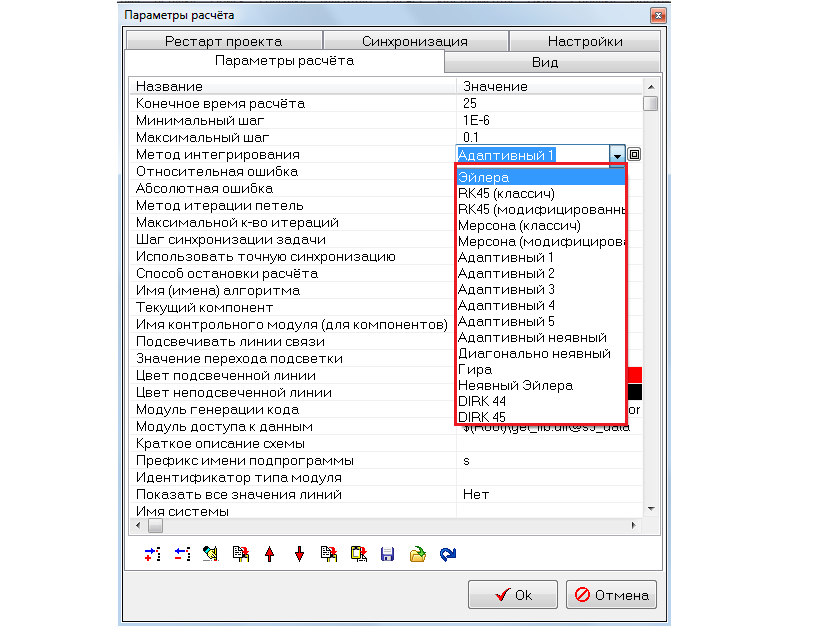 Параметры расчёта
Рестарт проекта Синхронизация Настройки
Параметры расчёта Вид
Название Значение
Конечное время расчёта 25
Минимальный шаг 1E-6
Максимальный шаг 0.1
Метод интегрирования Адаптивный 1
Относительная ошибка
Абсолютная ошибка
Метод итерации петель
Максимальной к-во итераций
Шаг синхронизации задачи
Использовать точную синхронизацию
Способ остановки расчёта
Имя (имена) алгоритма
Текущий компонент
Имя контрольного модуля (для компонентов)
Подсвечивать линии связи
Значение перехода подсветки
Цвет подсвеченной линии
Цвет неподсвеченной линии
Модуль генерации кода or
Модуль доступа к данным
Краткое описание схемы
Префикс имени подпрограммы s
Идентификатор типа модуля
Показать все значения линий Нет
Имя системы
Эйлера
RK45 (классич)
RK45 (модифицированны
Мерсона (классич)
Мерсона (модифицирова
Адаптивный 1
Адаптивный 2
Адаптивный 3
Адаптивный 4
Адаптивный 5
Адаптивный неявный
Диагонально неявный
Гира
Неявный Эйлера
DIRK 44
DIRK 45
Ok Отмена